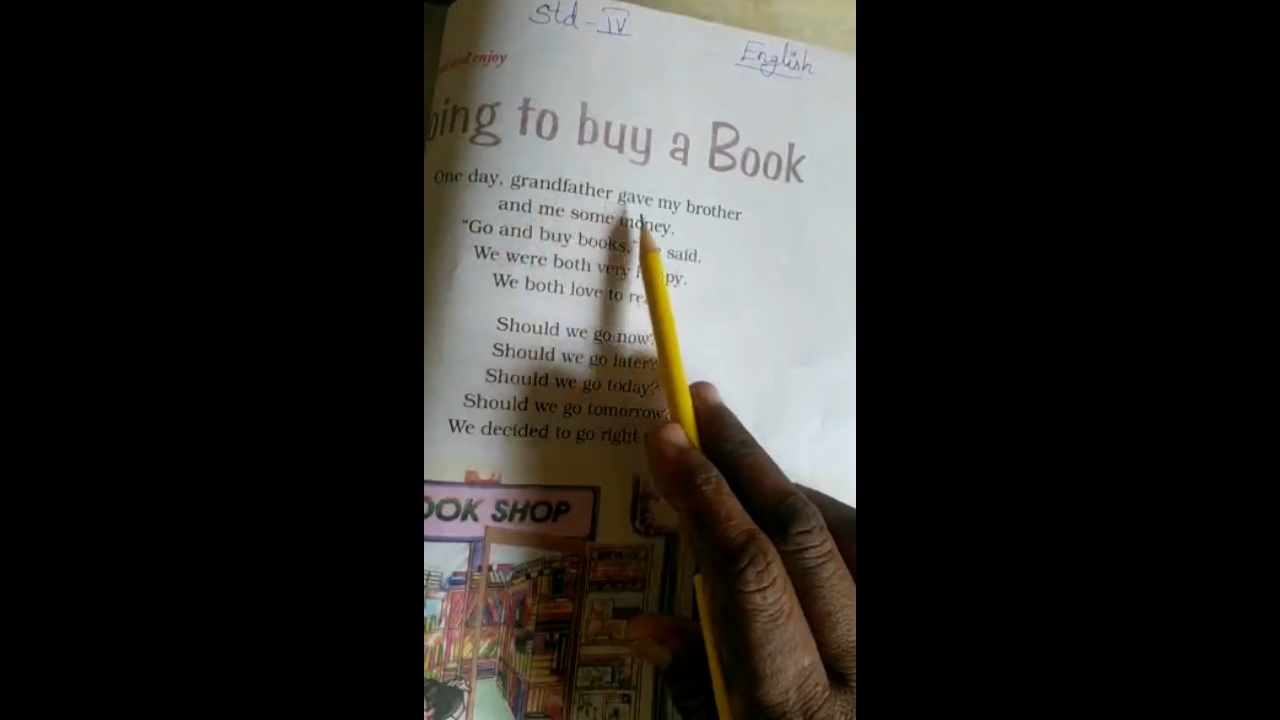 Std - IV
English
and enjoy
oing to buy a Book
One day, grandfather gave my brother
and me some money.
"Go and buy books," said.
We were both very
We both love to
Should we go now?
Should we go later?
Should we go today?
Should we go tomorrow?
We decided to go right
OOK SHOP